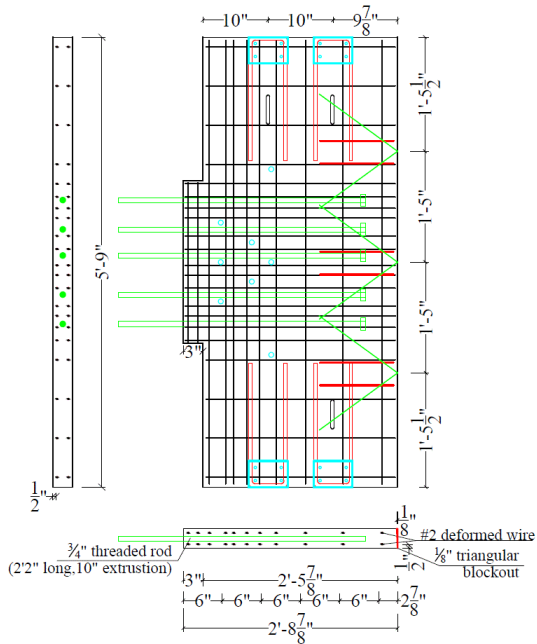 10" 10" 9 7/8"
1'-5 1/2"
1'-5"
5'-9"
1'-5"
3"
1'-5 1/2"
1/2"
1/8"
#2 deformed wire
¾" threaded rod
(2'2" long,10" extrustion)
1 1/2"
⅛" triangular
blockout
3" 2'-5 7/8"
6" 6" 6" 6" 6" 2 7/8"
2'-8 7/8"